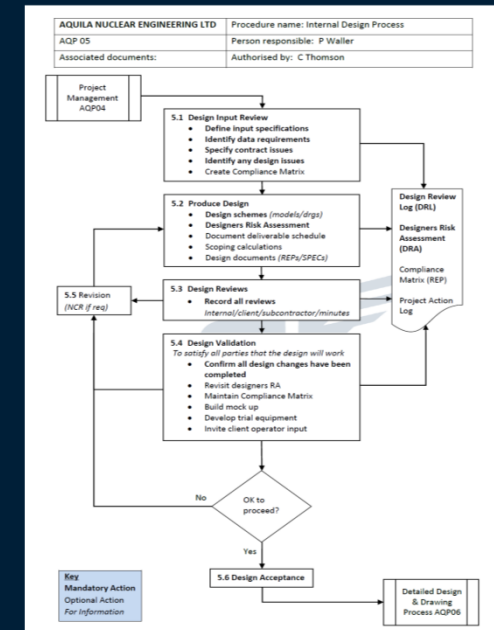 AQUILA NUCLEAR ENGINEERING LTD
Procedure name: Internal Design Process
AQP 05
Person responsible: P Waller
Associated documents:
Authorised by: C Thomson
Project
Management
AQP04
5.1 Design Input Review
• Define input specifications
• Identify data requirements
• Specify contract issues
• Identify any design issues
• Create Compliance Matrix
5.2 Produce Design
• Design schemes (models/drgs)
• Designers Risk Assessment
• Document deliverable schedule
• Scoping calculations
• Design documents (REPs/SPECs)
Design Review
Log (DRL)
Designers Risk
Assessment
(DRA)
Compliance
Matrix (REP)
Project Action
Log
5.5 Revision
(NCR if req)
5.3 Design Reviews
• Record all reviews
Internal/client/subcontractor/minutes
5.4 Design Validation
To satisfy all parties that the design will work
• Confirm all design changes have been
completed
• Revisit designers RA
• Maintain Compliance Matrix
• Build mock up
• Develop trial equipment
• Invite client operator input
No
OK to
proceed?
Yes
5.6 Design Acceptance
Key
Mandatory Action
Optional Action
For Information
Detailed Design
& Drawing
Process AQP06